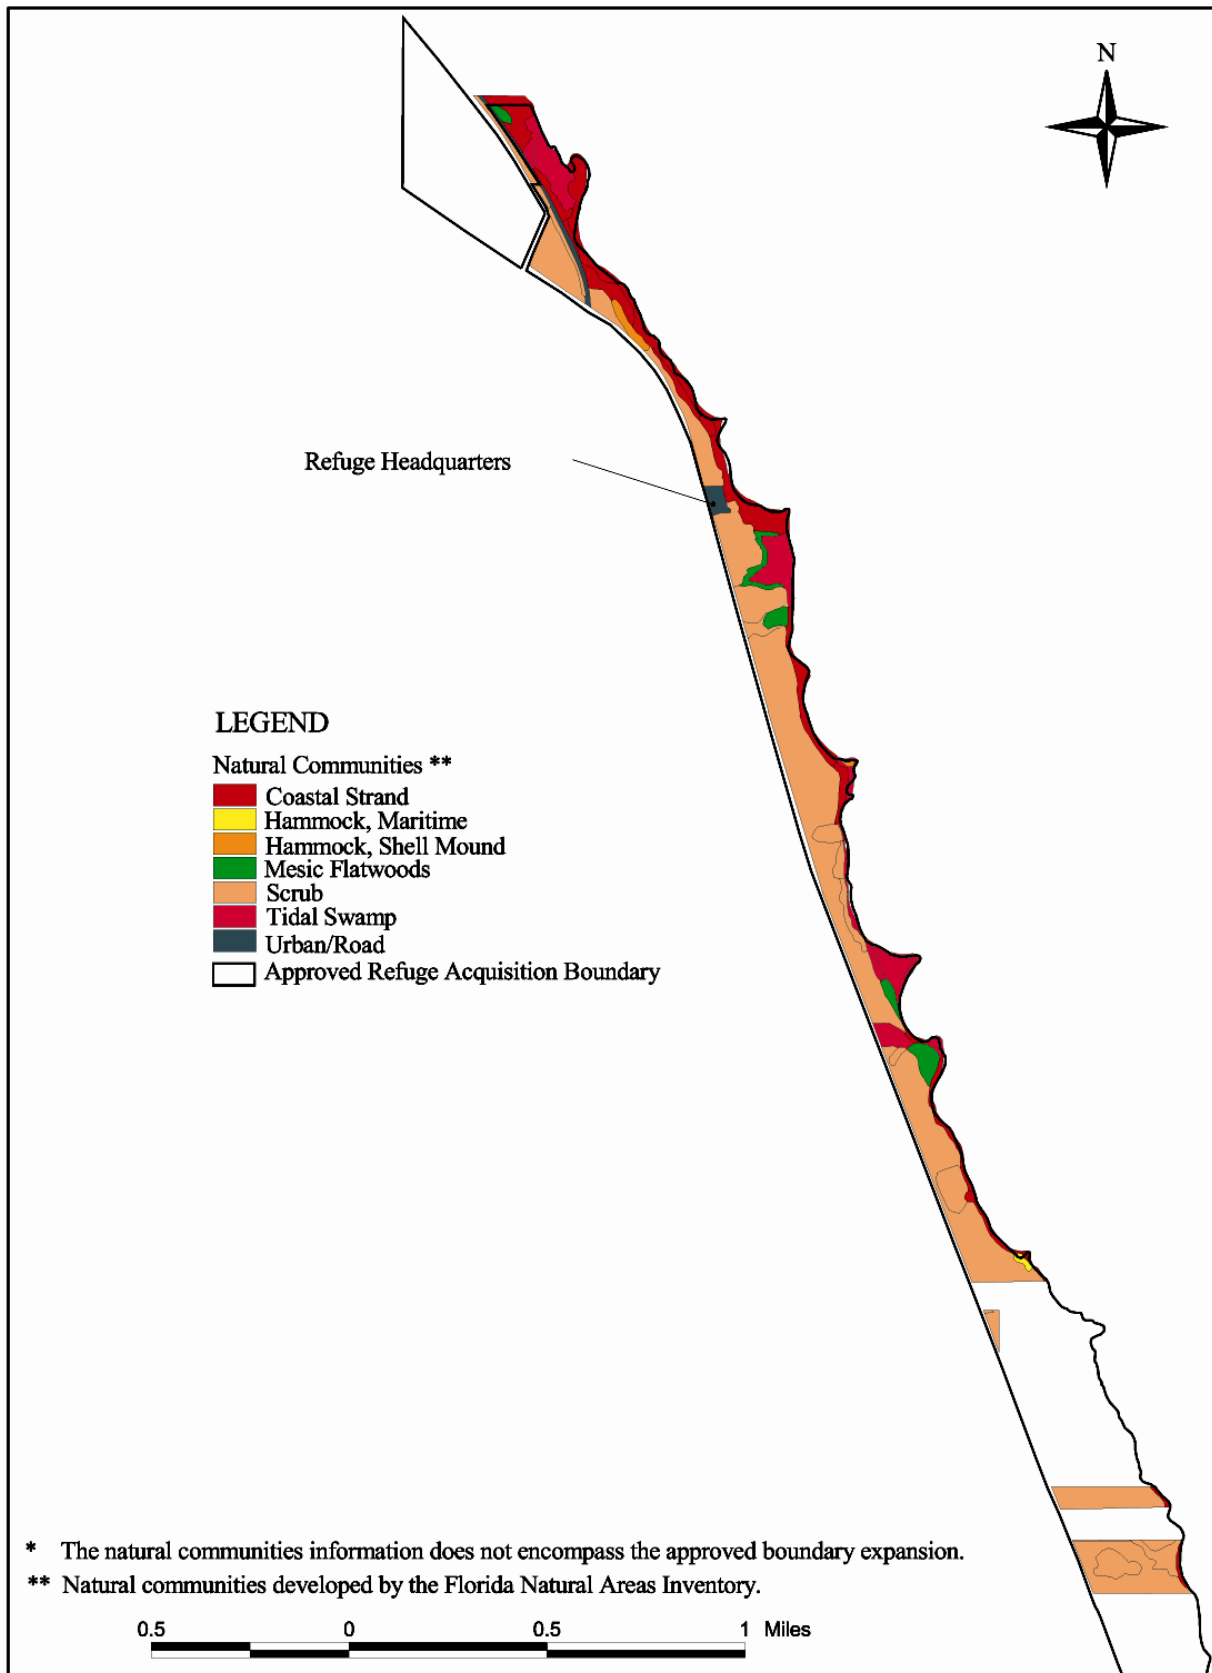 N
Refuge Headquarters
LEGEND
Natural Communities **
Coastal Strand
Hammock, Maritime
Hammock, Shell Mound
Mesic Flatwoods
Scrub
Tidal Swamp
Urban/Road
Approved Refuge Acquisition Boundary
* The natural communities information does not encompass the approved boundary expansion.
** Natural communities developed by the Florida Natural Areas Inventory.
0.5 0 0.5 1 Miles